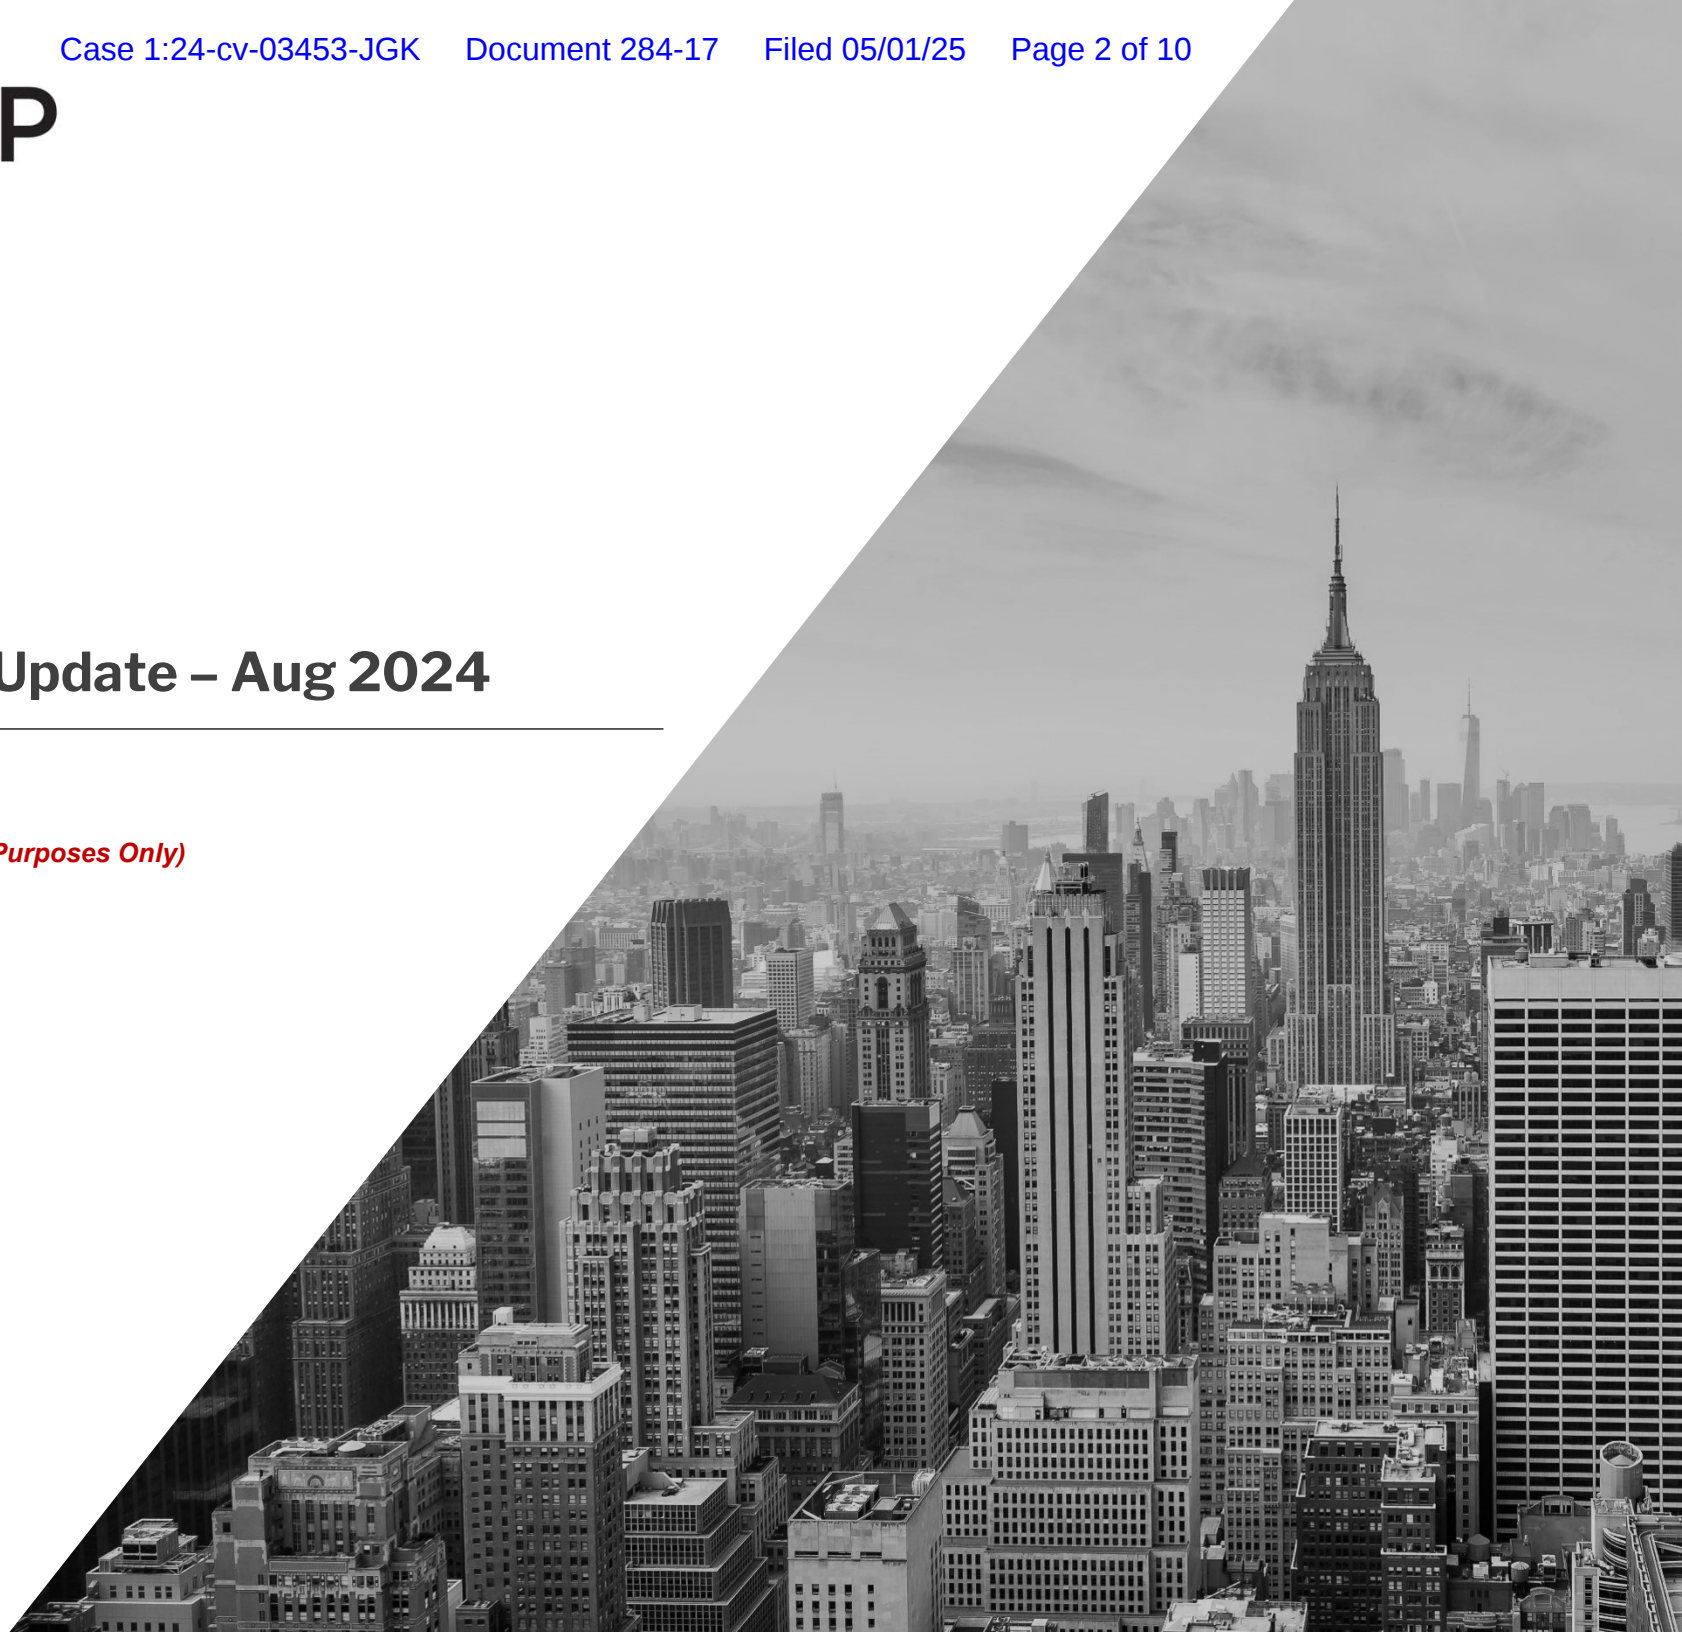 Case 1:24-cv-03453-JGK Document 284-17 Filed 05/01/25 Page 2 of 10
P
Update – Aug 2024
Purposes Only)